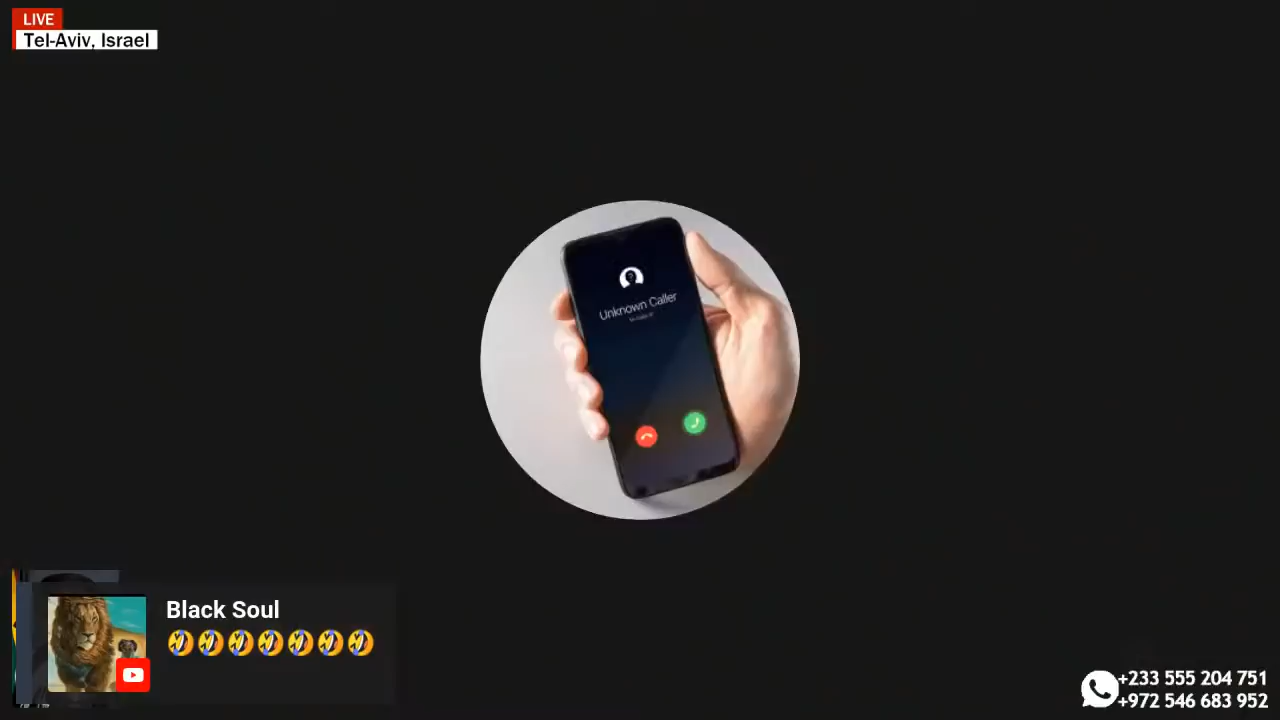 LIVE
Tel-Aviv, Israel
Unknown Caller
Black Soul
🤣🤣🤣🤣🤣🤣🤣
+233 555 204 751
+972 546 683 952